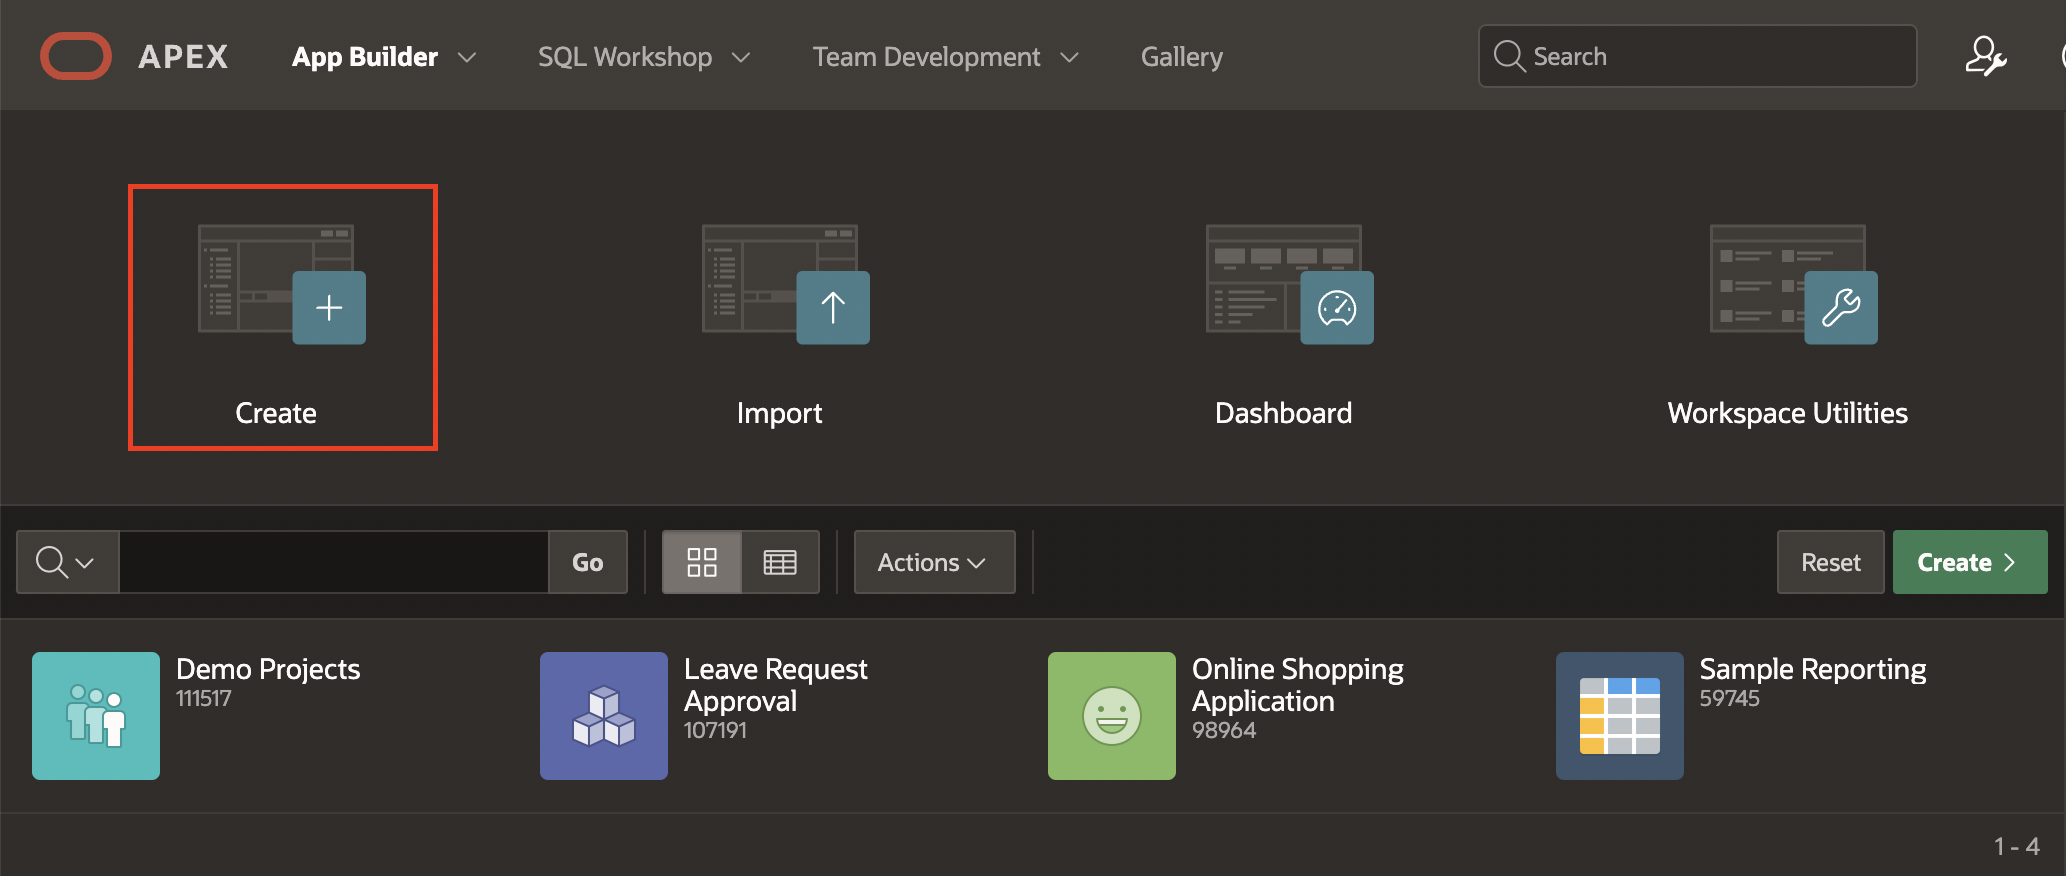 APEX App Builder SQL Workshop Team Development Gallery Search
Create Import Dashboard Workspace Utilities
Go Actions Reset Create
Demo Projects
111517
Leave Request
Approval
107191
Online Shopping
Application
98964
Sample Reporting
59745
1 - 4